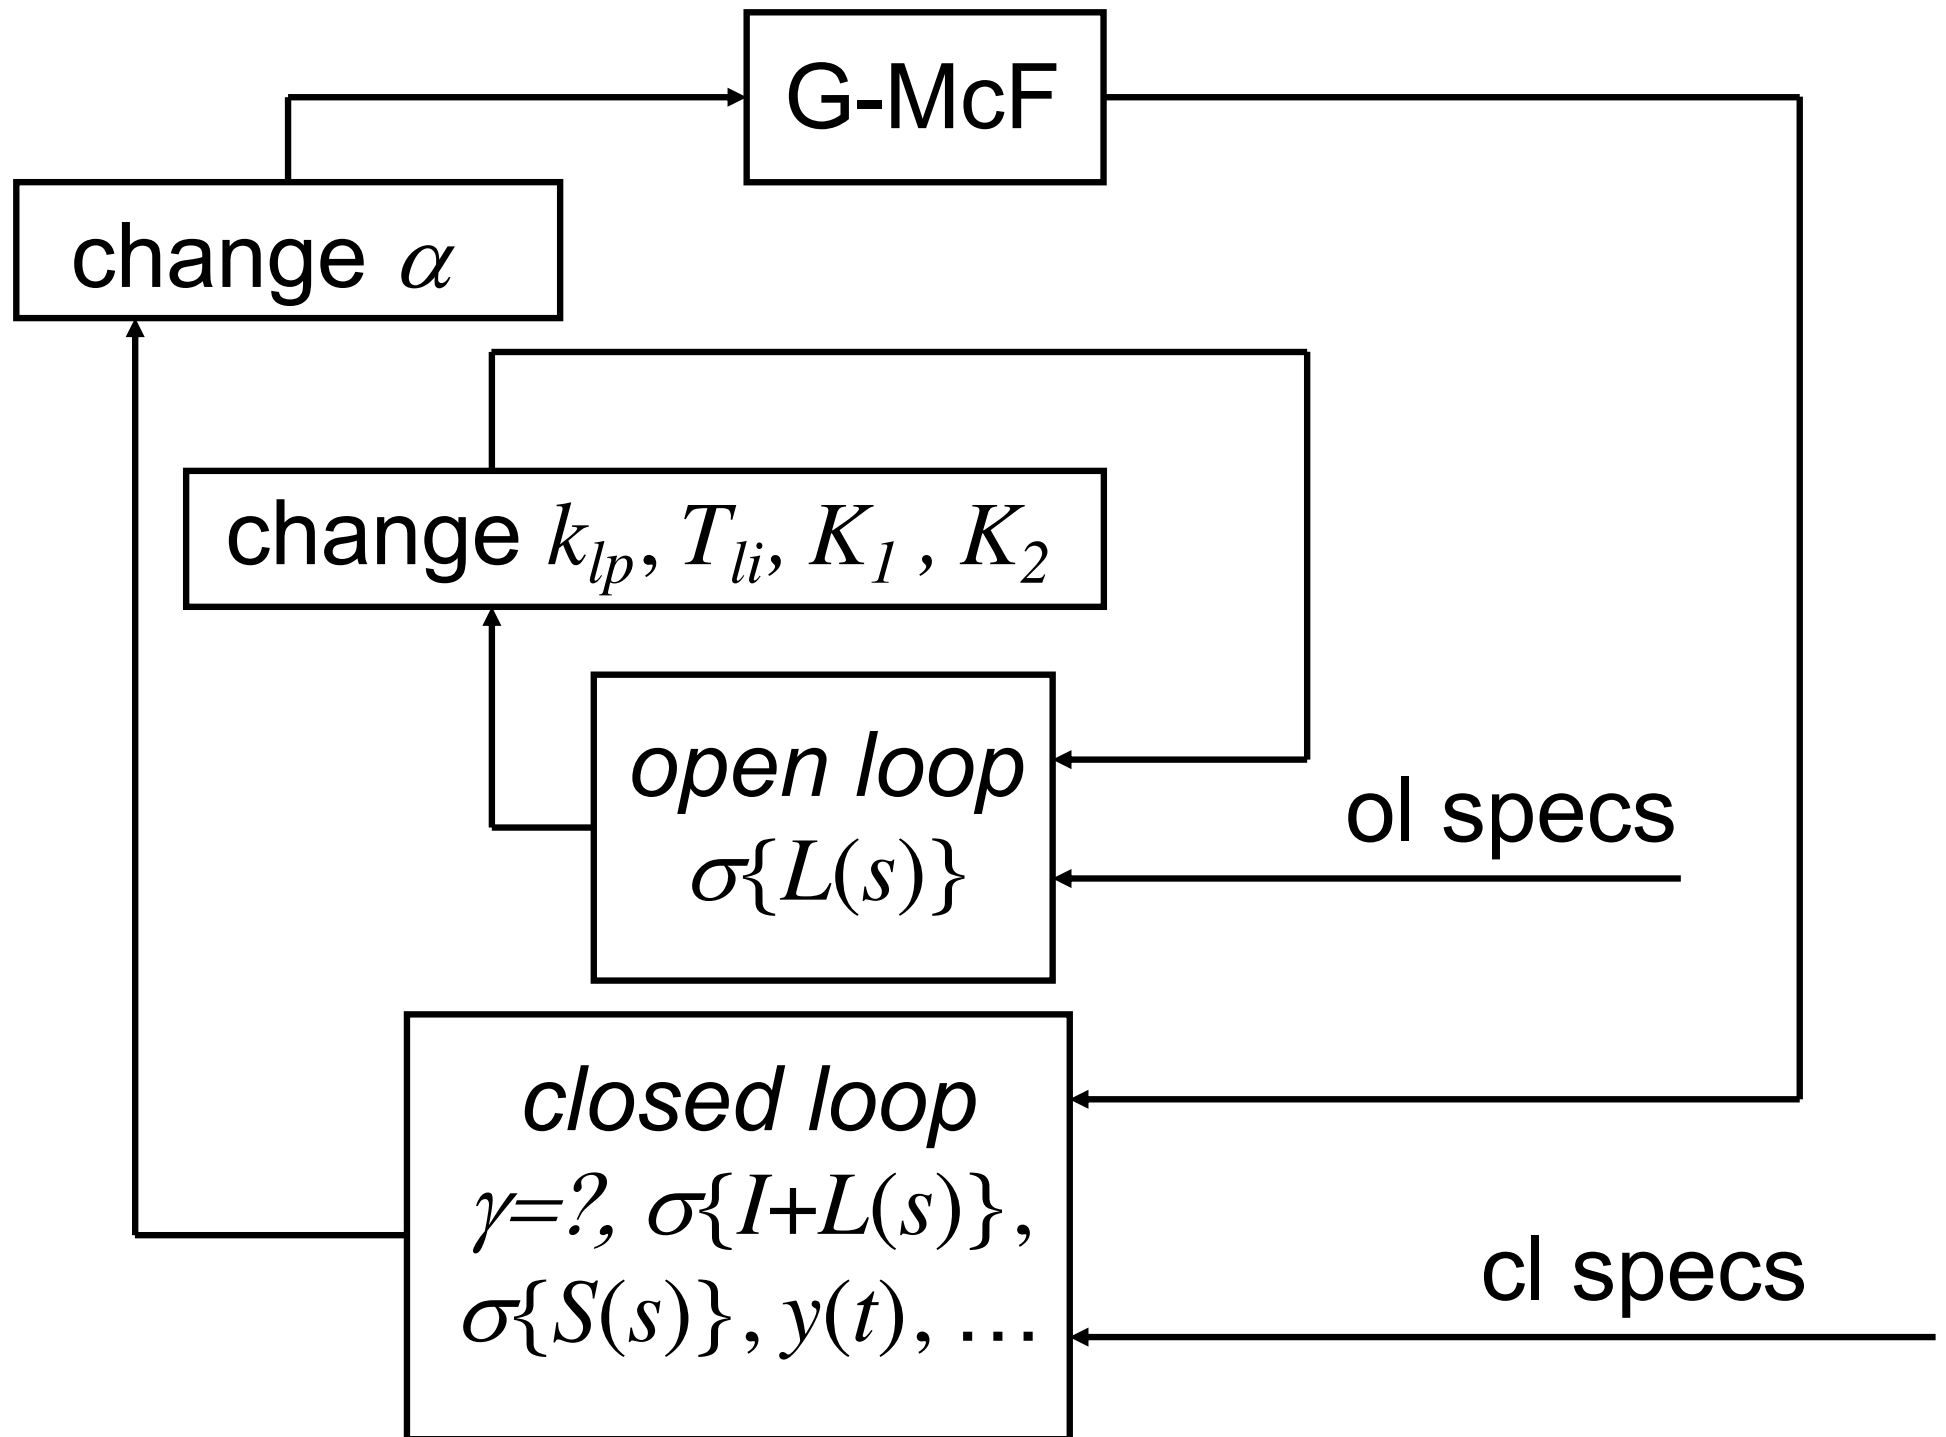 G-McF
change α
change k_lp, T_li, K_1 , K_2
open loop
σ{L(s)}
ol specs
closed loop
γ=?, σ{I+L(s)},
σ{S(s)}, y(t), …
cl specs